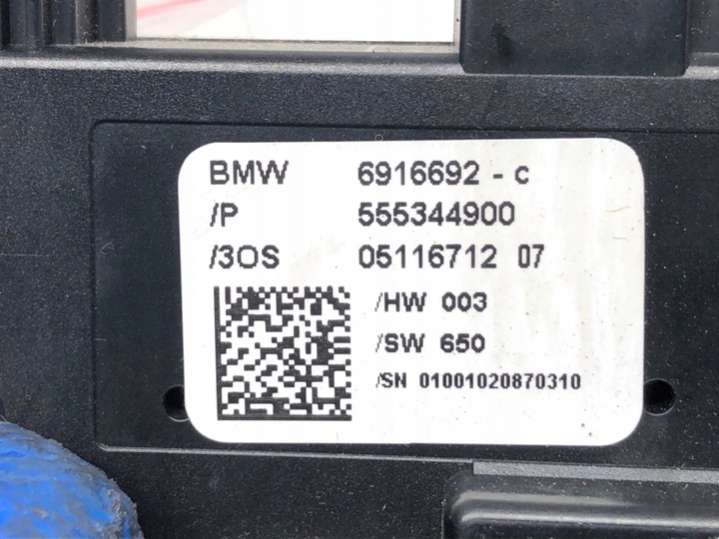 BMW 6916692 - c
/P 555344900
/3OS 05116712 07
/HW 003
/SW 650
/SN 01001020870310